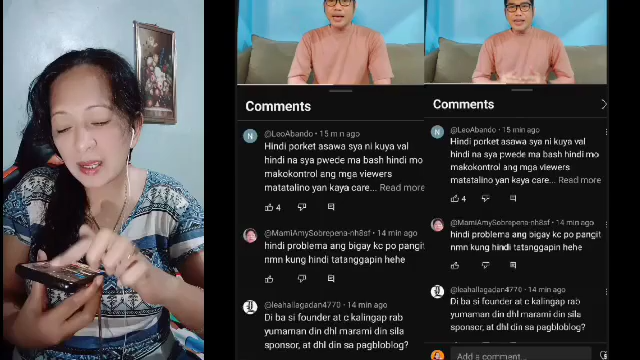 Comments
@LeoAbando • 15 min ago
Hindi porket asawa sya ni kuya val
hindi na sya pwede ma bash hindi mo
makokontrol ang mga viewers
matatalino yan kaya care... Read more
4
@MamiAmySobrepena-nh8sf • 14 min ago
hindi problema ang bigay kc po pangit
nmn kung hindi tatanggapin hehe
@leahallagadan4770 • 14 min ago
Di ba si founder at c kalingap rab
yumaman din dhl marami din sila
sponsor, at dhl din sa pagbloblog?
Comments
@LeoAbando • 15 min ago
Hindi porket asawa sya ni kuya val
hindi na sya pwede ma bash hindi mo
makokontrol ang mga viewers
matatalino yan kaya care... Read more
4
@MamiAmySobrepena-nh8sf • 14 min ago
hindi problema ang bigay kc po pangit
nmn kung hindi tatanggapin hehe
@leahallagadan4770 • 14 min ago
Di ba si founder at c kalingap rab
yumaman din dhl marami din sila
sponsor, at dhl din sa pagbloblog?
Add a comment...